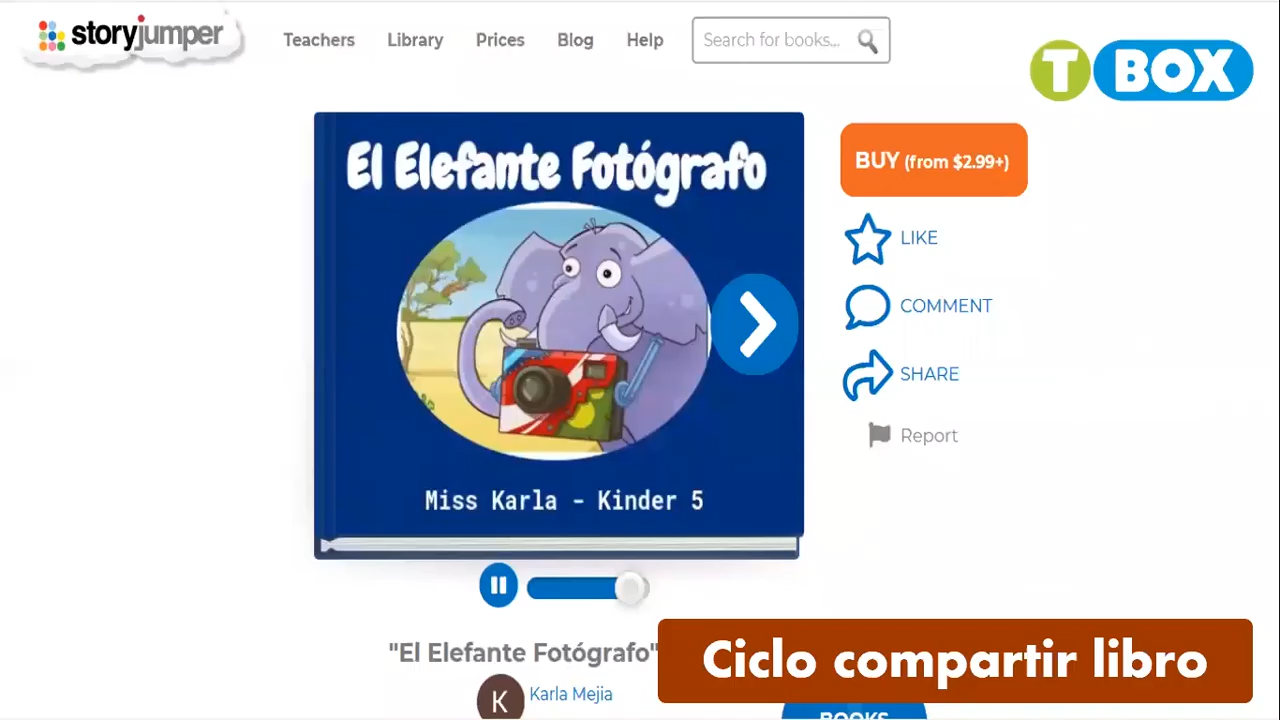 storyjumper
Teachers
Library
Prices
Blog
Help
Search for books...
T BOX
El Elefante Fotógrafo
BUY (from $2.99+)
LIKE
COMMENT
SHARE
Report
Miss Karla - Kinder 5
"El Elefante Fotógrafo"
K
Karla Mejia
Ciclo compartir libro
BOOKS